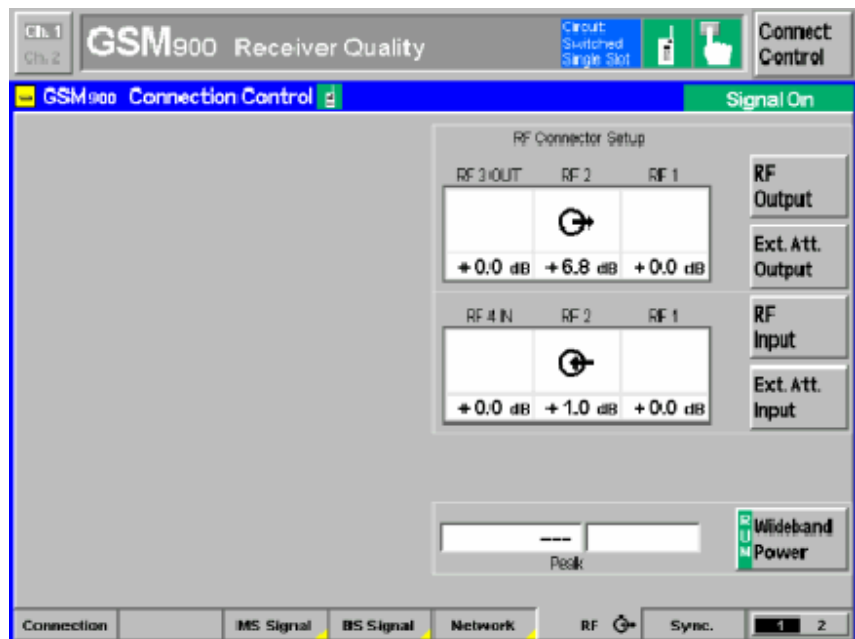 Ch. 1
Ch. 2
GSM900 Receiver Quality
Circuit
Switched
Single Slot
Connect
Control
GSM900 Connection Control
Signal On
RF Connector Setup
RF 3 OUT RF 2 RF 1
+0.0 dB +6.8 dB +0.0 dB
RF
Output
Ext. Att.
Output
RF 4 IN RF 2 RF 1
+0.0 dB +1.0 dB +0.0 dB
RF
Input
Ext. Att.
Input
---
Peak
RUN
Wideband
Power
Connection MS Signal BS Signal Network RF Sync. 1 2